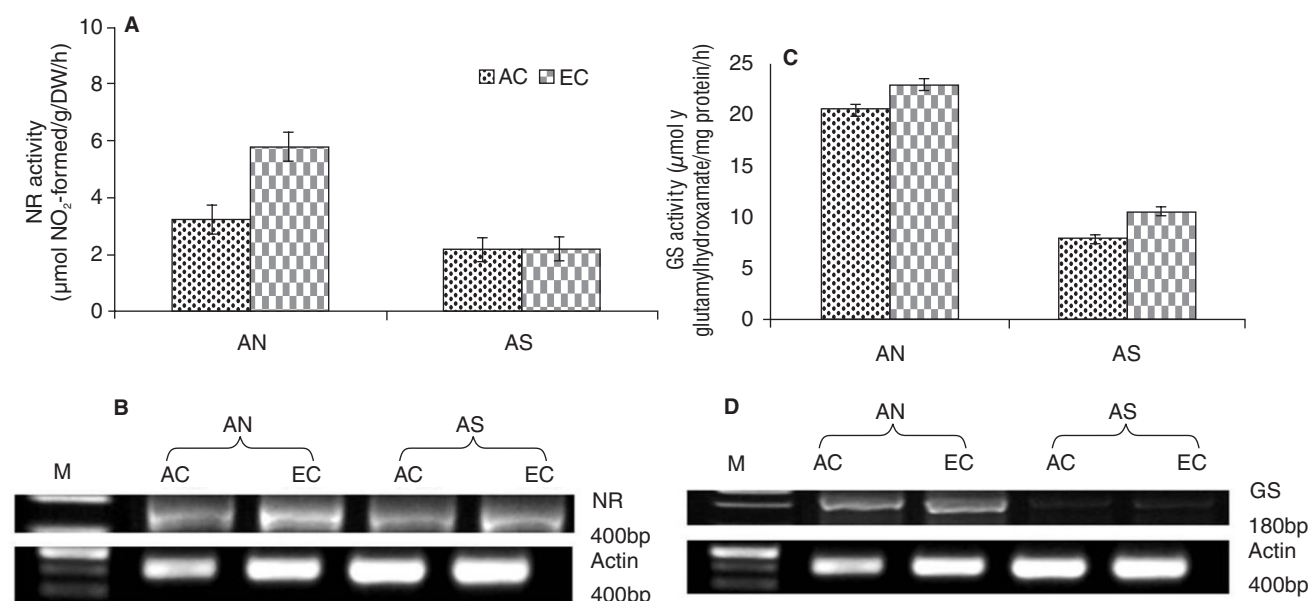 A
10
8
6
4
2
0
NR activity
(μmol NO2-formed/g/DW/h)
AC EC
AN AS
C
25
20
15
10
5
0
GS activity (μmol y
glutamylhydroxamate/mg protein/h)
AN AS
B
AN AS
M AC EC AC EC
NR
400bp
Actin
400bp
D
AN AS
M AC EC AC EC
GS
180bp
Actin
400bp